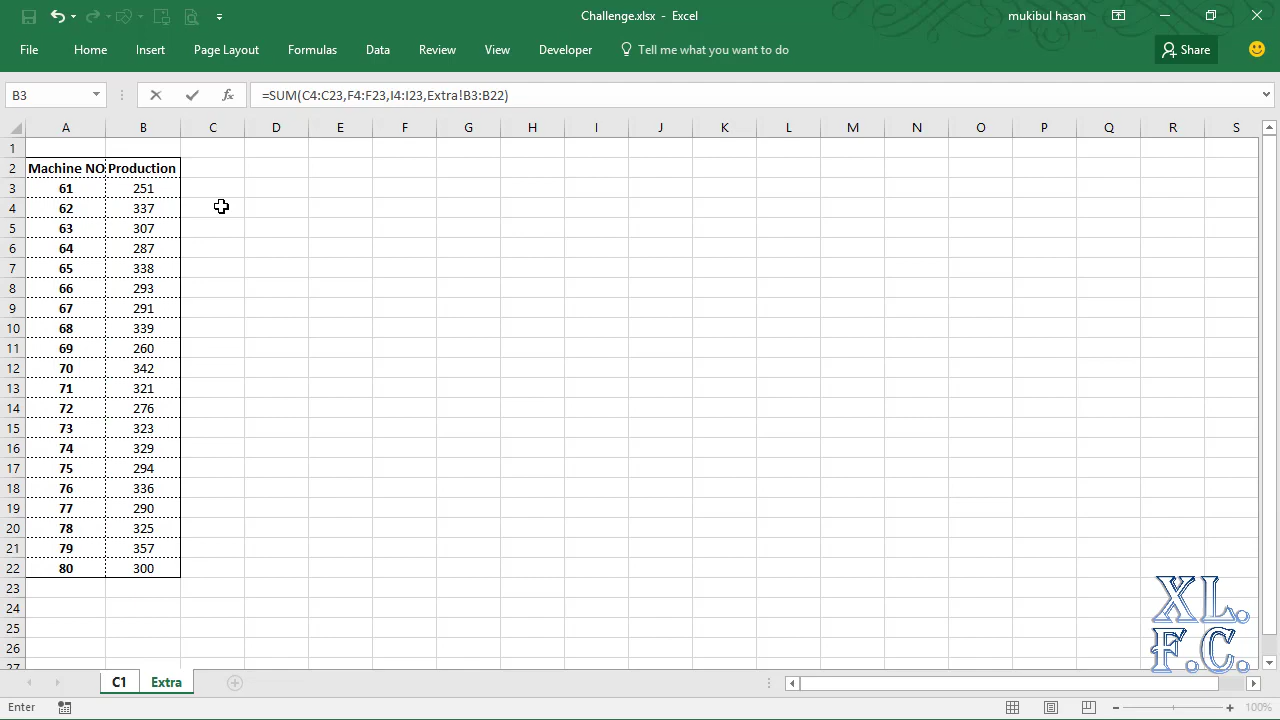 Challenge.xlsx - Excel
mukibul hasan
File Home Insert Page Layout Formulas Data Review View Developer Tell me what you want to do Share
B3 fx =SUM(C4:C23,F4:F23,I4:I23,Extra!B3:B22)
A B C D E F G H I J K L M N O P Q R S
1
2 Machine NO Production
3 61 251
4 62 337
5 63 307
6 64 287
7 65 338
8 66 293
9 67 291
10 68 339
11 69 260
12 70 342
13 71 321
14 72 276
15 73 323
16 74 329
17 75 294
18 76 336
19 77 290
20 78 325
21 79 357
22 80 300
23
24
25
26
27
XL.
F.C.
C1 Extra
Enter 100%